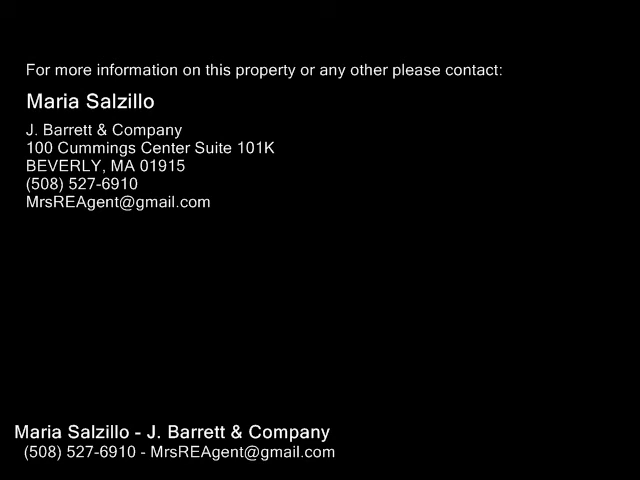 For more information on this property or any other please contact:
Maria Salzillo
J. Barrett & Company
100 Cummings Center Suite 101K
BEVERLY, MA 01915
(508) 527-6910
MrsREAgent@gmail.com
Maria Salzillo - J. Barrett & Company
(508) 527-6910 - MrsREAgent@gmail.com